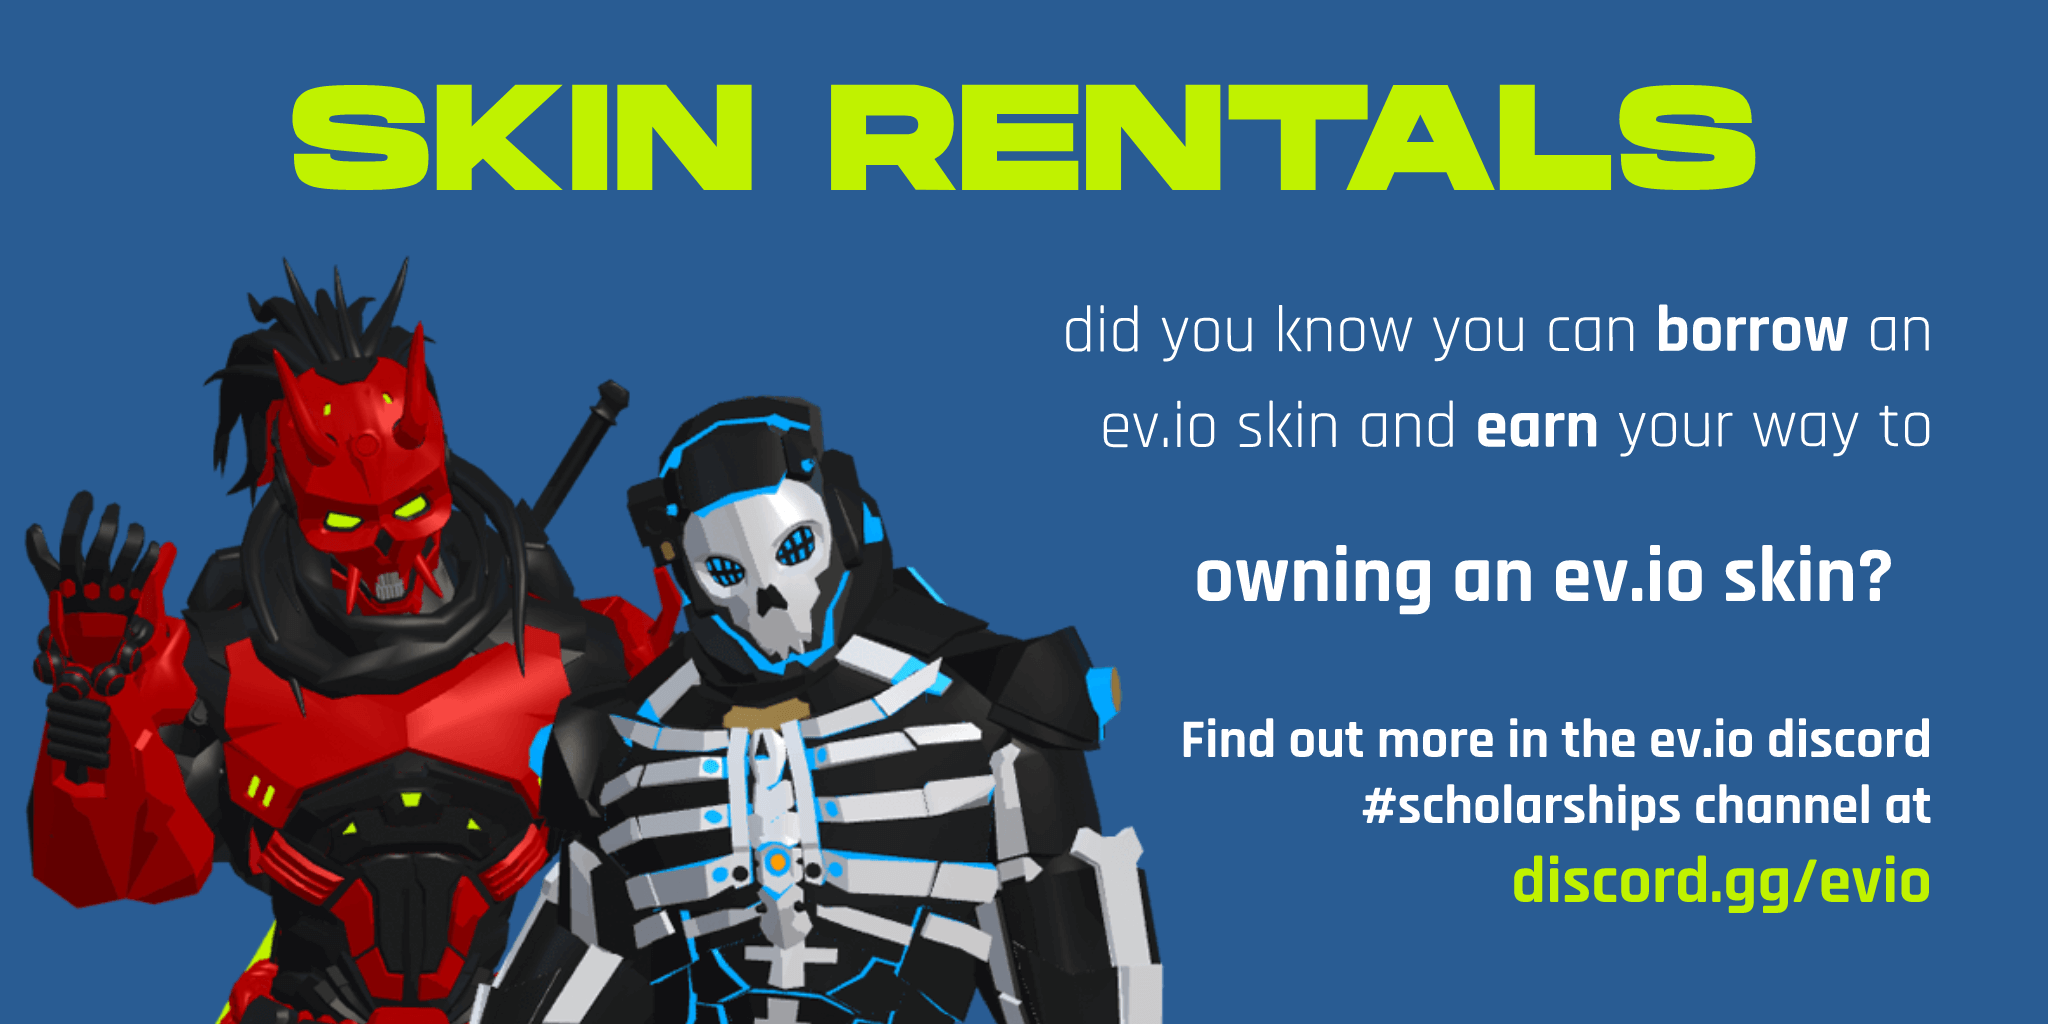 SKIN RENTALS
did you know you can borrow an
ev.io skin and earn your way to
owning an ev.io skin?
Find out more in the ev.io discord
#scholarships channel at
discord.gg/evio